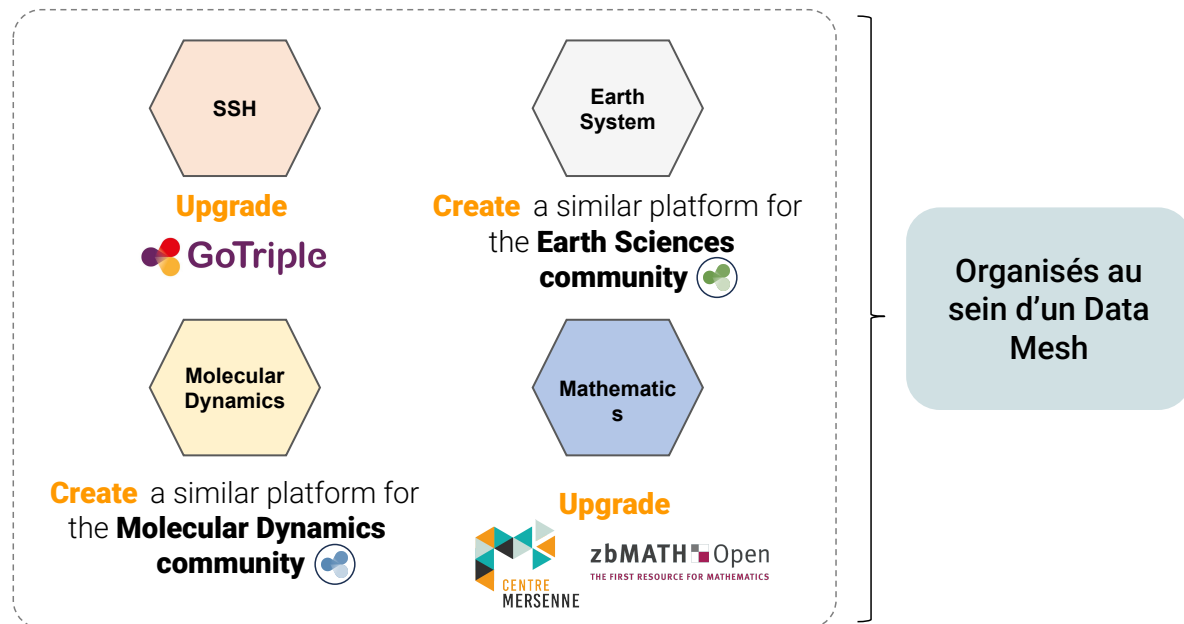 SSH
Upgrade
GoTriple
Earth
System
Create a similar platform for
the Earth Sciences
community
Molecular
Dynamics
Create a similar platform for
the Molecular Dynamics
community
Mathematic
s
Upgrade
CENTRE
MERSENNE
zbMATH Open
THE FIRST RESOURCE FOR MATHEMATICS
Organisés au
sein d’un Data
Mesh